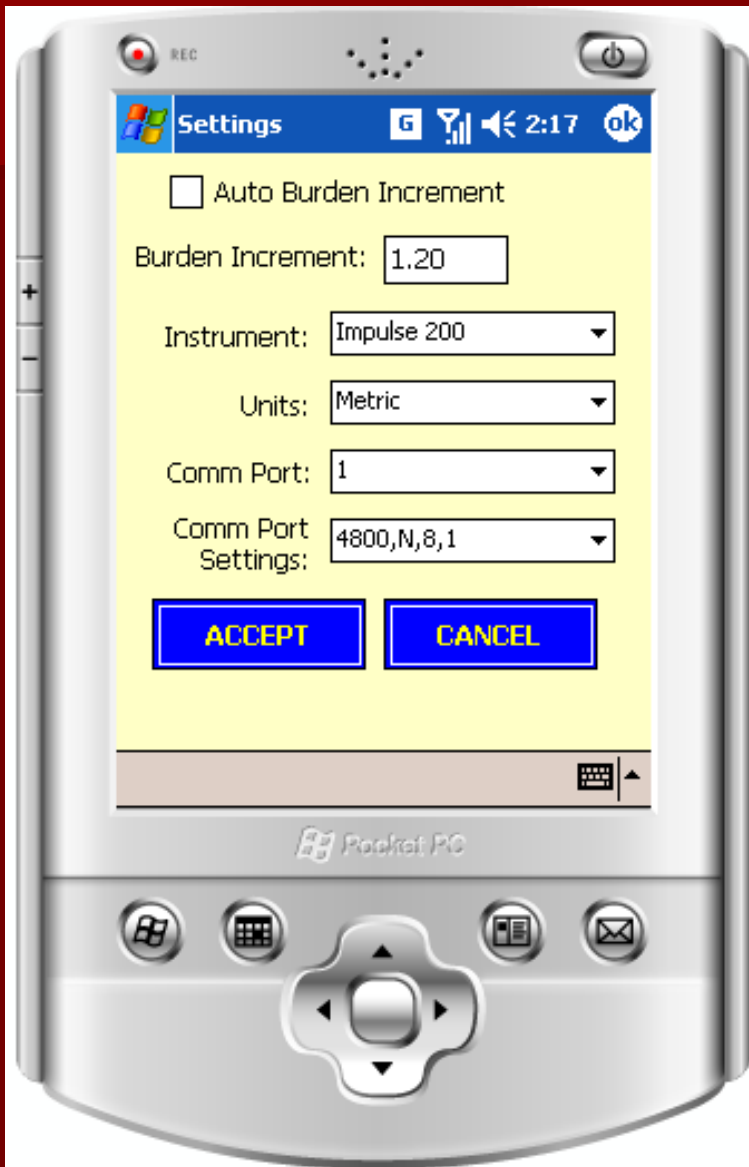 REC
Settings G 2:17 ok
Auto Burden Increment
Burden Increment: 1.20
+
Instrument: Impulse 200
−
Units: Metric
Comm Port: 1
Comm Port
Settings: 4800,N,8,1
ACCEPT CANCEL
Pocket PC